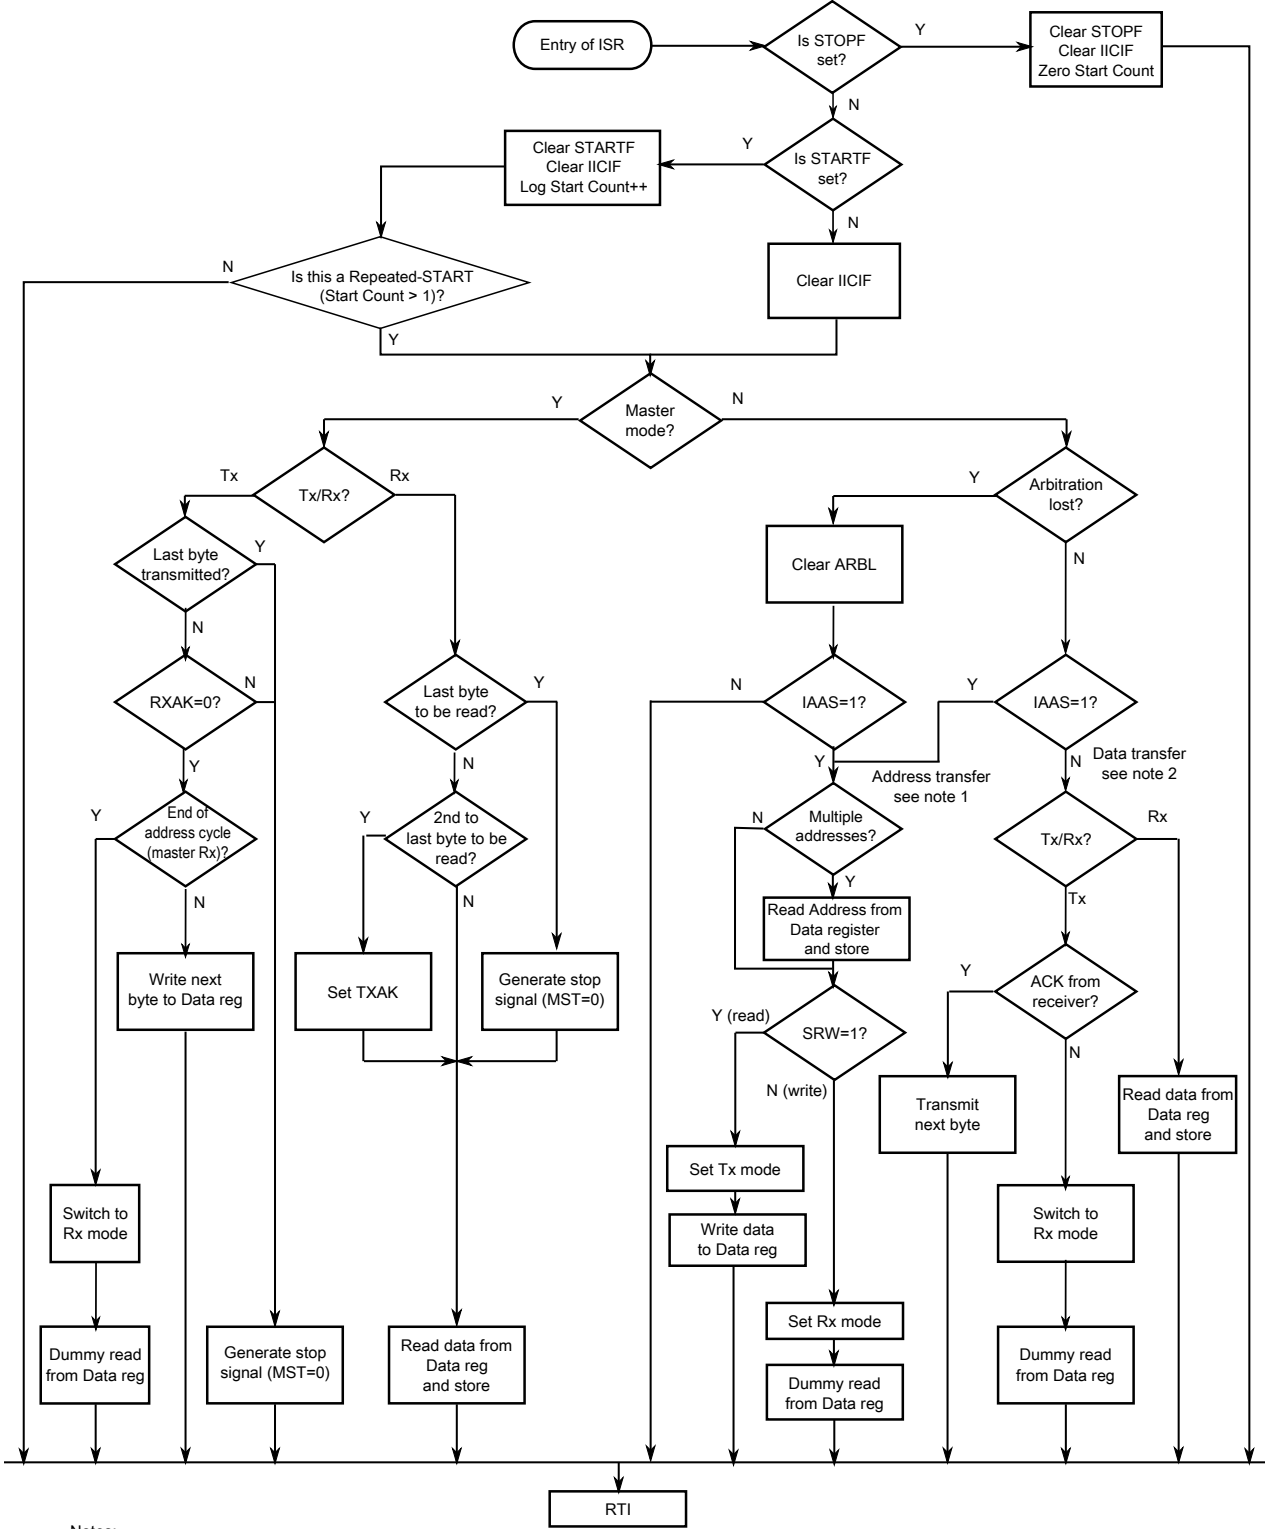 Entry of ISR
Is STOPF
set?
Y
Clear STOPF
Clear IICIF
Zero Start Count
N
Clear STARTF
Clear IICIF
Log Start Count++
Y
Is STARTF
set?
N
N
Is this a Repeated-START
(Start Count > 1)?
Y
Clear IICIF
Y
Master
mode?
N
Tx
Tx/Rx?
Rx
Y
Arbitration
lost?
N
Last byte
transmitted?
Y
N
Clear ARBL
RXAK=0?
N
Y
Last byte
to be read?
Y
N
N
IAAS=1?
Y
Y
IAAS=1?
N
Data transfer
see note 2
Address transfer
see note 1
Y
End of
address cycle
(master Rx)?
N
Y
2nd to
last byte to be
read?
N
N
Multiple
addresses?
Y
Tx/Rx?
Rx
Tx
Read Address from
Data register
and store
Write next
byte to Data reg
Set TXAK
Generate stop
signal (MST=0)
Y
ACK from
receiver?
N
Y (read)
SRW=1?
N (write)
Transmit
next byte
Read data from
Data reg
and store
Set Tx mode
Write data
to Data reg
Switch to
Rx mode
Switch to
Rx mode
Set Rx mode
Dummy read
from Data reg
Generate stop
signal (MST=0)
Read data from
Data reg
and store
Dummy read
from Data reg
Dummy read
from Data reg
RTI
Notes: